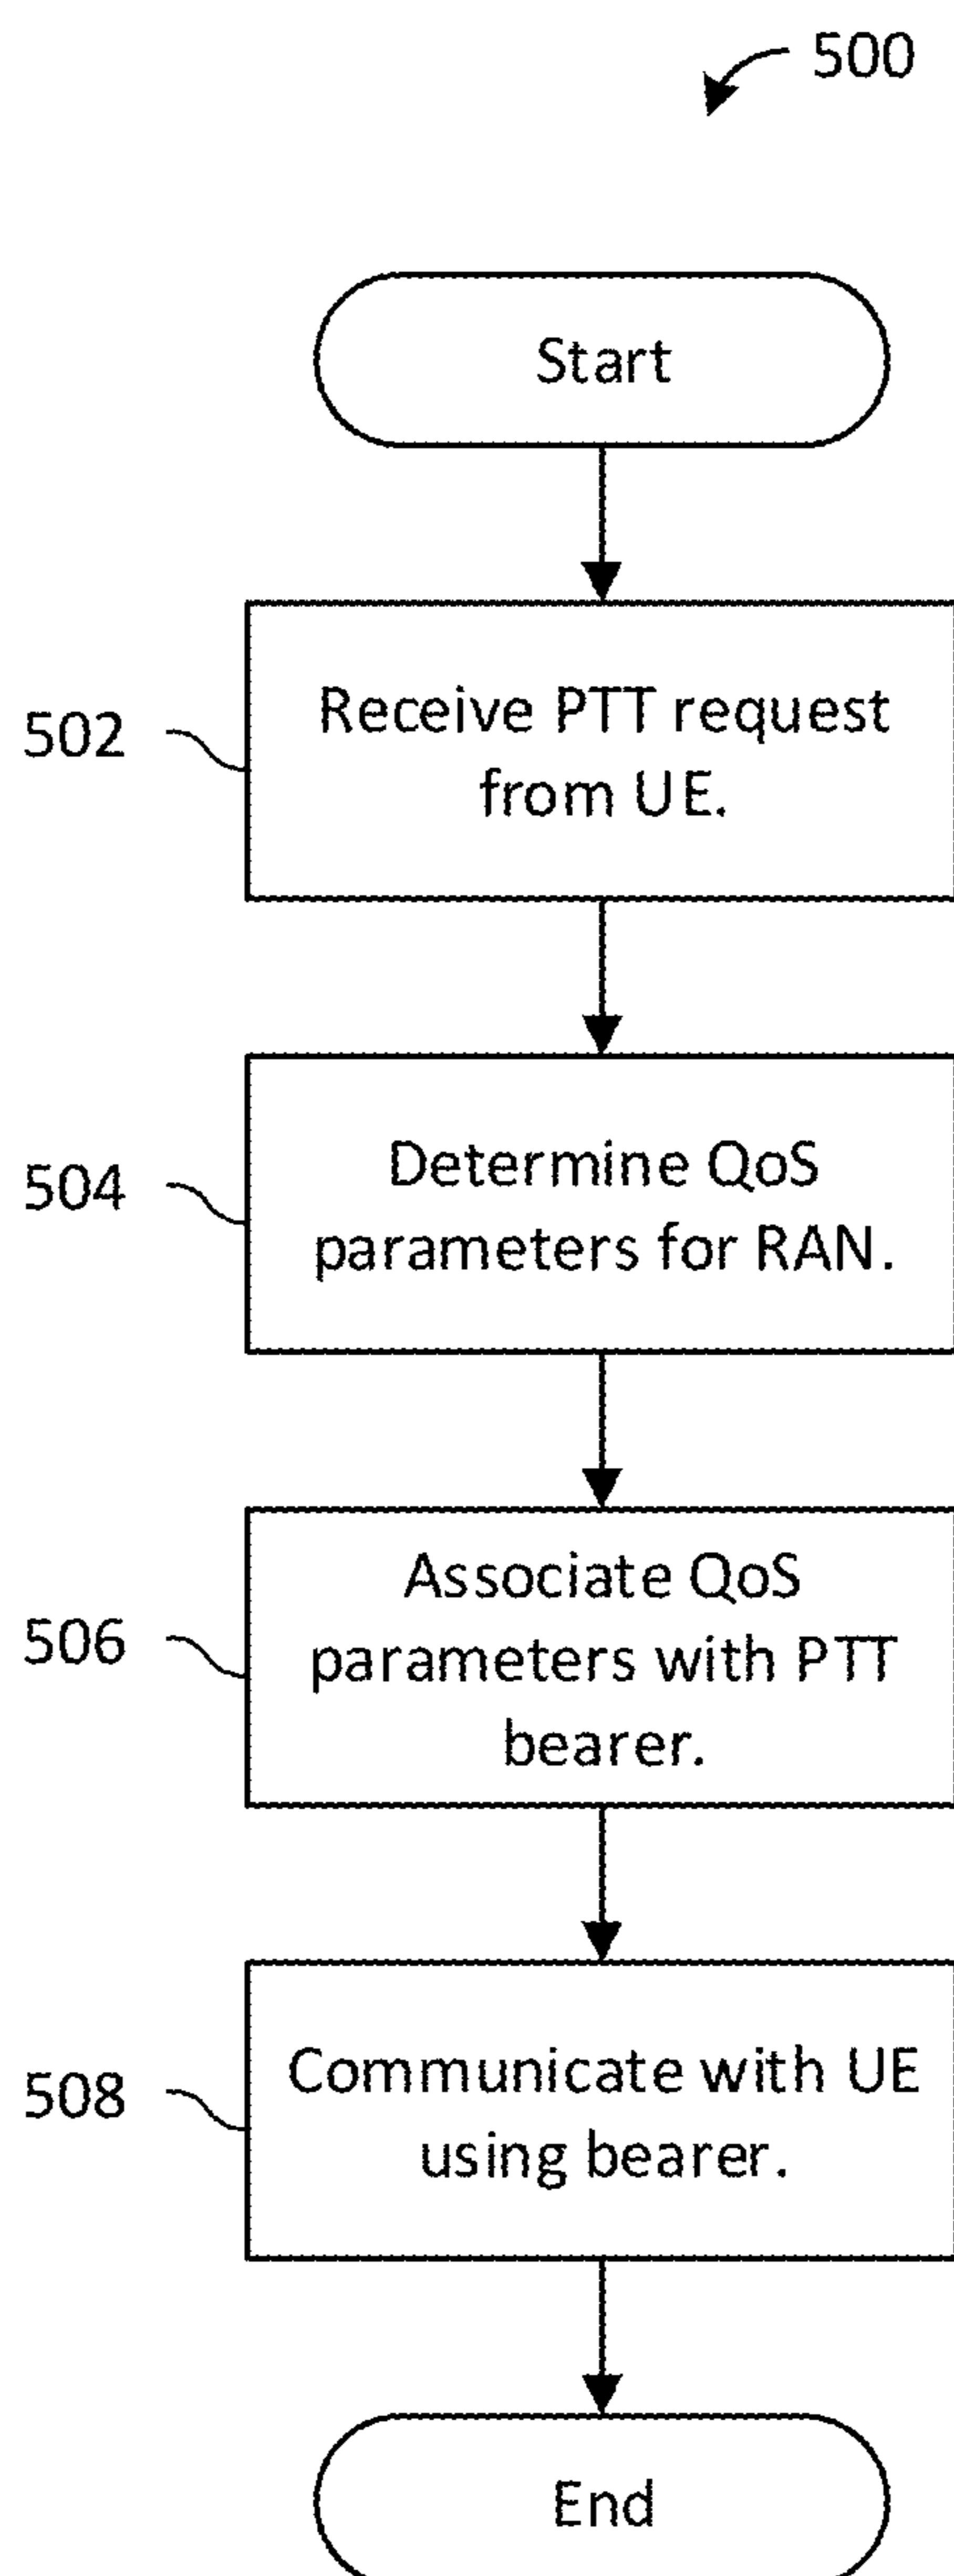 500
Start
502
Receive PTT request
from UE.
504
Determine QoS
parameters for RAN.
506
Associate QoS
parameters with PTT
bearer.
508
Communicate with UE
using bearer.
End